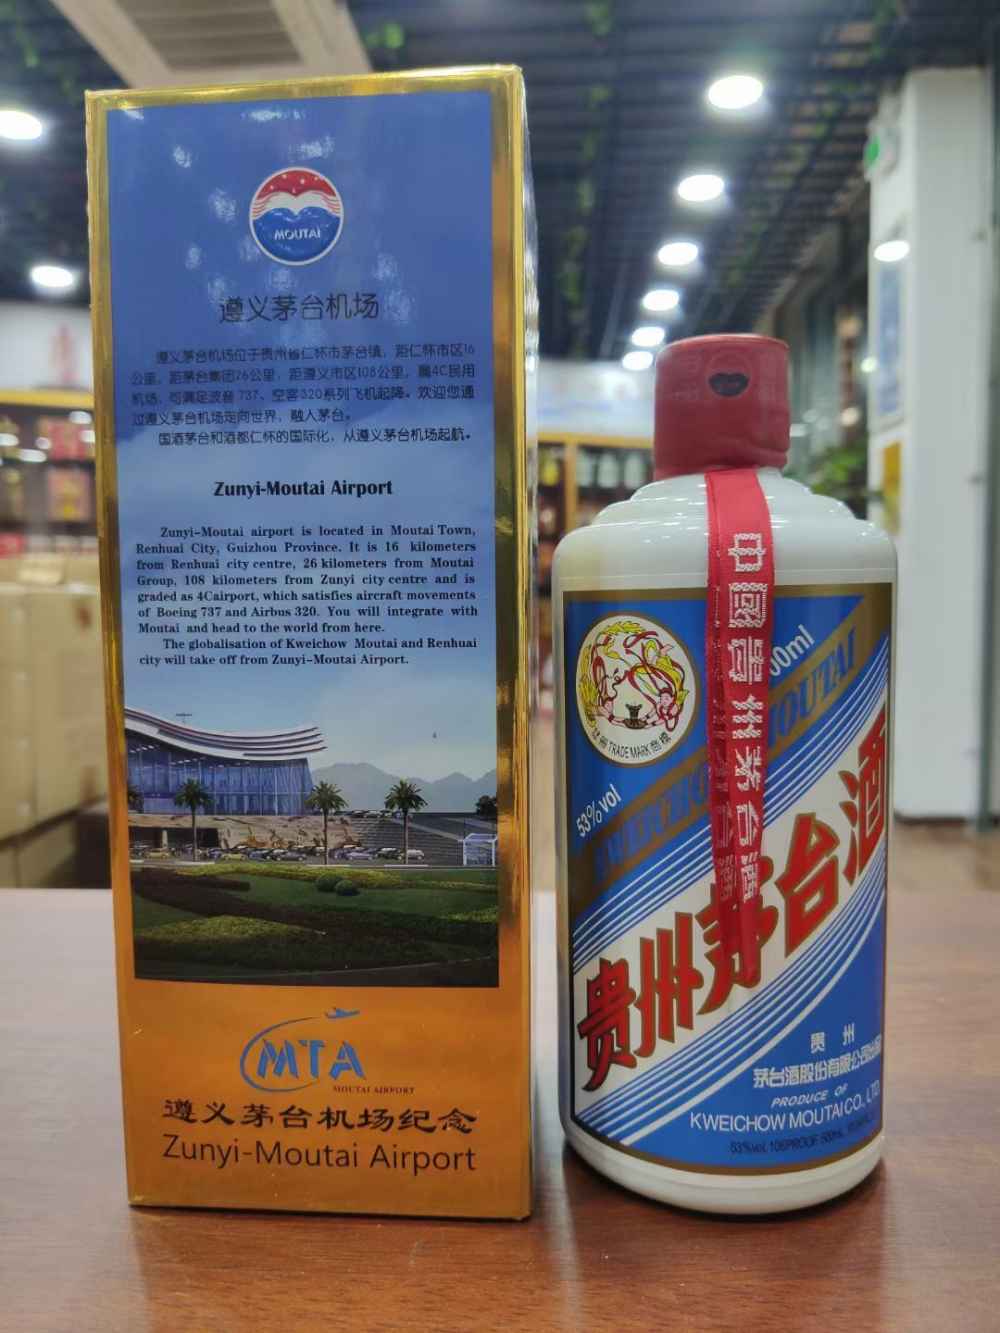 MOUTAI
遵义茅台机场
遵义茅台机场位于贵州省仁怀市茅台镇，距仁怀市区16
公里，距茅台集团26公里，距遵义市区108公里，属4C民用
机场，可满足波音737、空客320系列飞机起降。欢迎您通
过遵义茅台机场走向世界，融入茅台。
国酒茅台和酒都仁怀的国际化，从遵义茅台机场起航。
Zunyi-Moutai Airport
Zunyi-Moutai airport is located in Moutai Town,
Renhuai City, Guizhou Province. It is 16 kilometers
from Renhuai city centre, 26 kilometers from Moutai
Group, 108 kilometers from Zunyi city centre and is
graded as 4Cairport, which satisfies aircraft movements
of Boeing 737 and Airbus 320. You will integrate with
Moutai and head to the world from here.
The globalisation of Kweichow Moutai and Renhuai
city will take off from Zunyi-Moutai Airport.
MTA
MOUTAI AIRPORT
遵义茅台机场纪念
Zunyi-Moutai Airport
中國贵州茅台酒
TRADE MARK 商標
53%vol
MOUTAI
贵州茅台酒
贵州
茅台酒股份有限公司出品
PRODUCE OF
KWEICHOW MOUTAI CO., LTD.
53%vol. 106PROOF 500mL